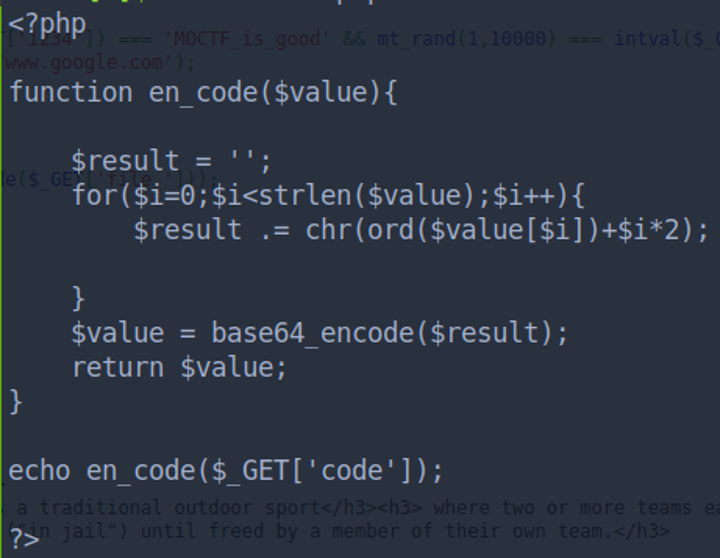 <?php
['1234']) === 'MOCTF_is_good' && mt_rand(1,10000) === intval($_G
www.google.com');
function en_code($value){
$result = '';
de($_GET['file']));
for($i=0;$i<strlen($value);$i++){
$result .= chr(ord($value[$i])+$i*2);
}
$value = base64_encode($result);
return $value;
}
echo en_code($_GET['code']);
a traditional outdoor sport</h3><h3> where two or more teams ea
("in jail") until freed by a member of their own team.</h3>
?>